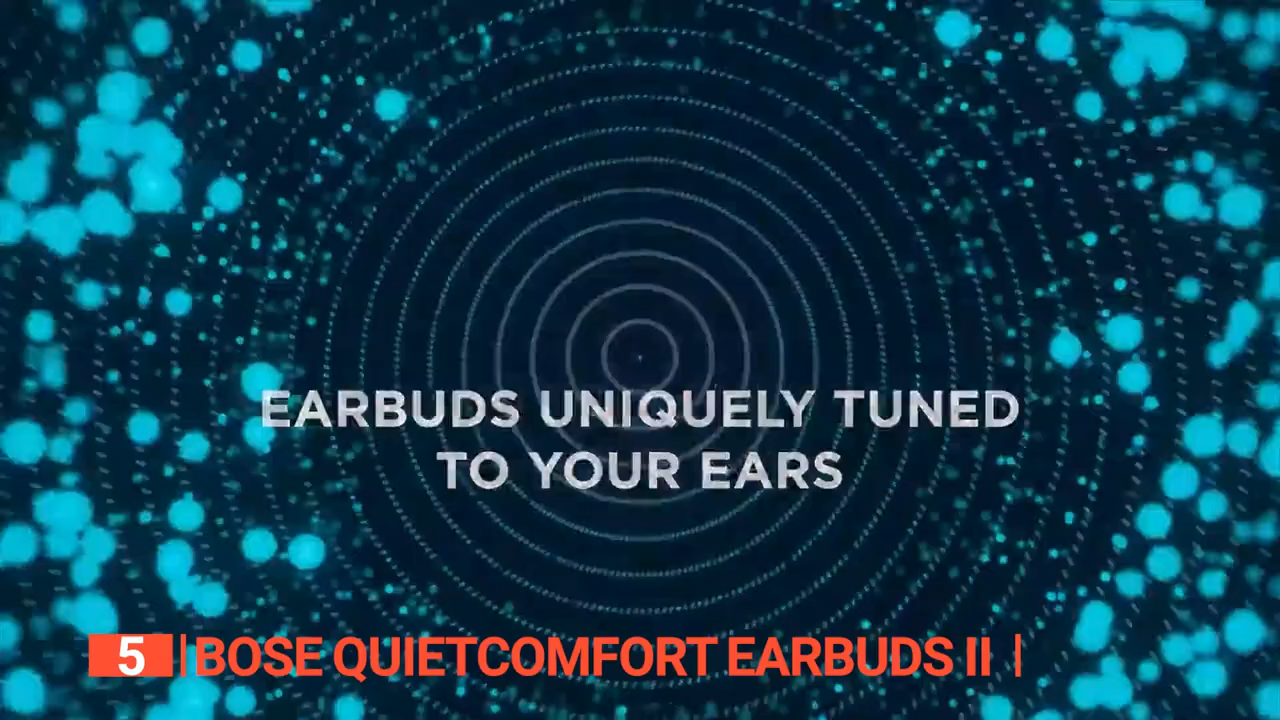 EARBUDS UNIQUELY TUNED
TO YOUR EARS
5 BOSE QUIETCOMFORT EARBUDS II